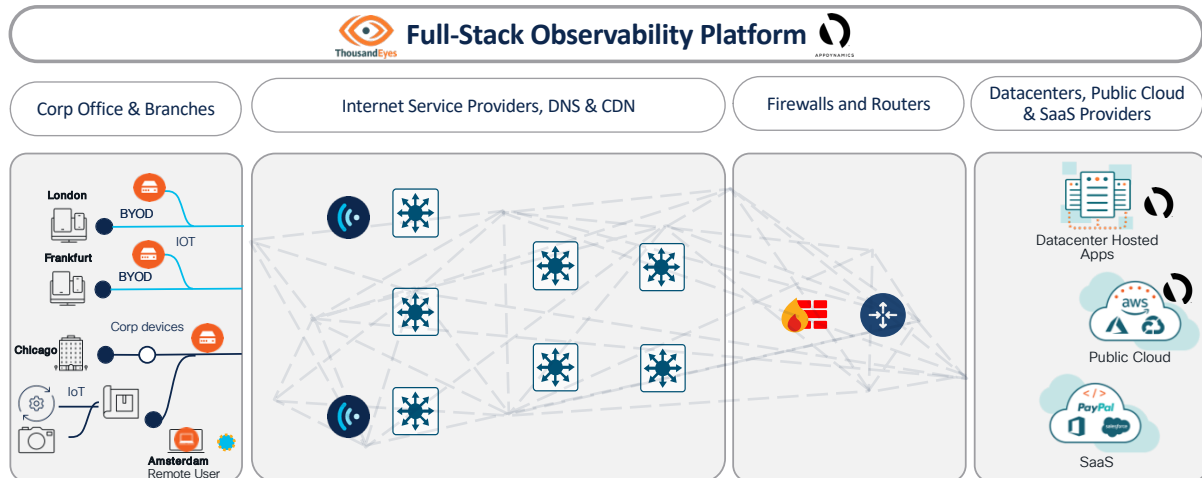 Full-Stack Observability Platform
ThousandEyes
APPDYNAMICS
Corp Office & Branches
Internet Service Providers, DNS & CDN
Firewalls and Routers
Datacenters, Public Cloud
& SaaS Providers
London
BYOD
IOT
Frankfurt
BYOD
Corp devices
Chicago
IoT
Amsterdam
Remote User
Datacenter Hosted
Apps
aws
Public Cloud
</>
PayPal
salesforce
SaaS